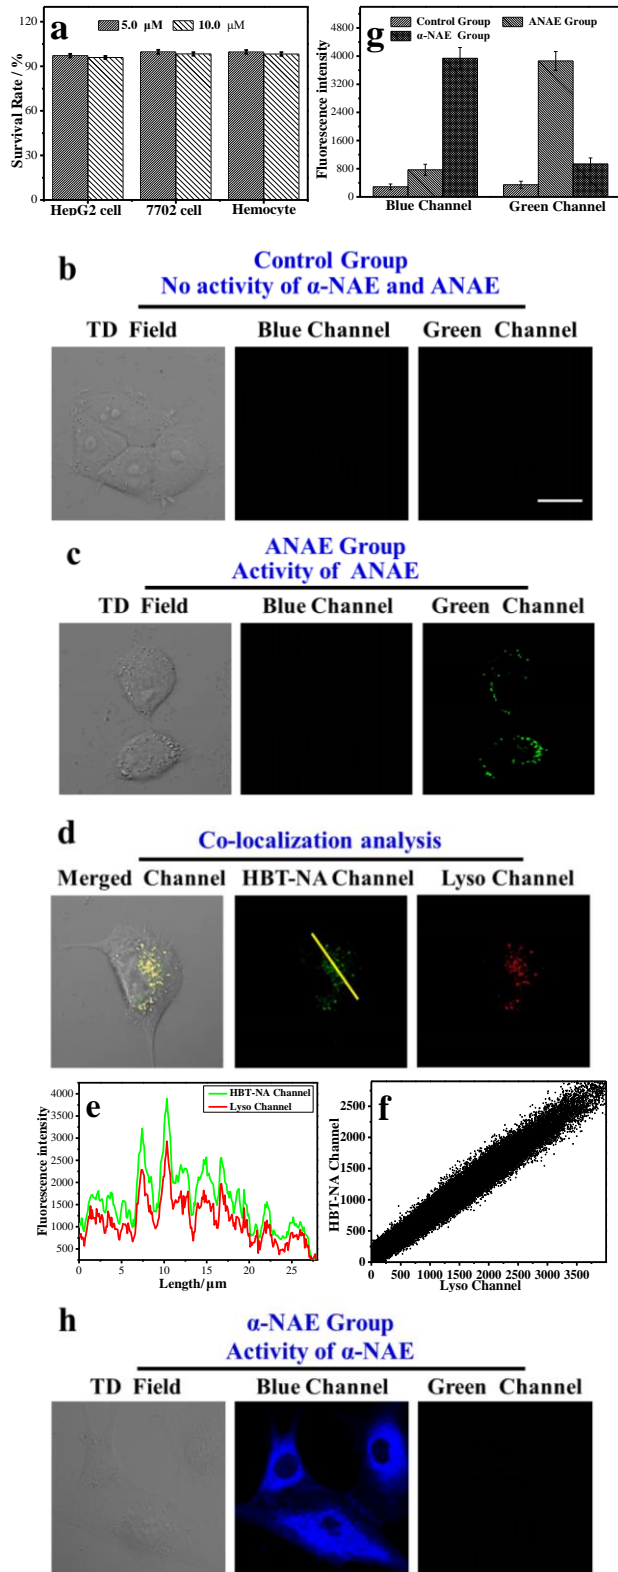 a
5.0 μM
10.0 μM
Survival Rate / %
120
90
60
30
0
HepG2 cell
7702 cell
Hemocyte
g
Control Group
ANAE Group
α-NAE Group
Fluorescence intensity
4800
4000
3200
2400
1600
800
0
Blue Channel
Green Channel
b
Control Group
No activity of α-NAE and ANAE
TD Field
Blue Channel
Green Channel
c
ANAE Group
Activity of ANAE
TD Field
Blue Channel
Green Channel
d
Co-localization analysis
Merged Channel
HBT-NA Channel
Lyso Channel
e
HBT-NA Channel
Lyso Channel
Fluorescence intensity
4000
3500
3000
2500
2000
1500
1000
500
0
5
10
15
20
25
Length/μm
f
HBT-NA Channel
2500
2000
1500
1000
500
0
0
500
1000
1500
2000
2500
3000
3500
Lyso Channel
h
α-NAE Group
Activity of α-NAE
TD Field
Blue Channel
Green Channel